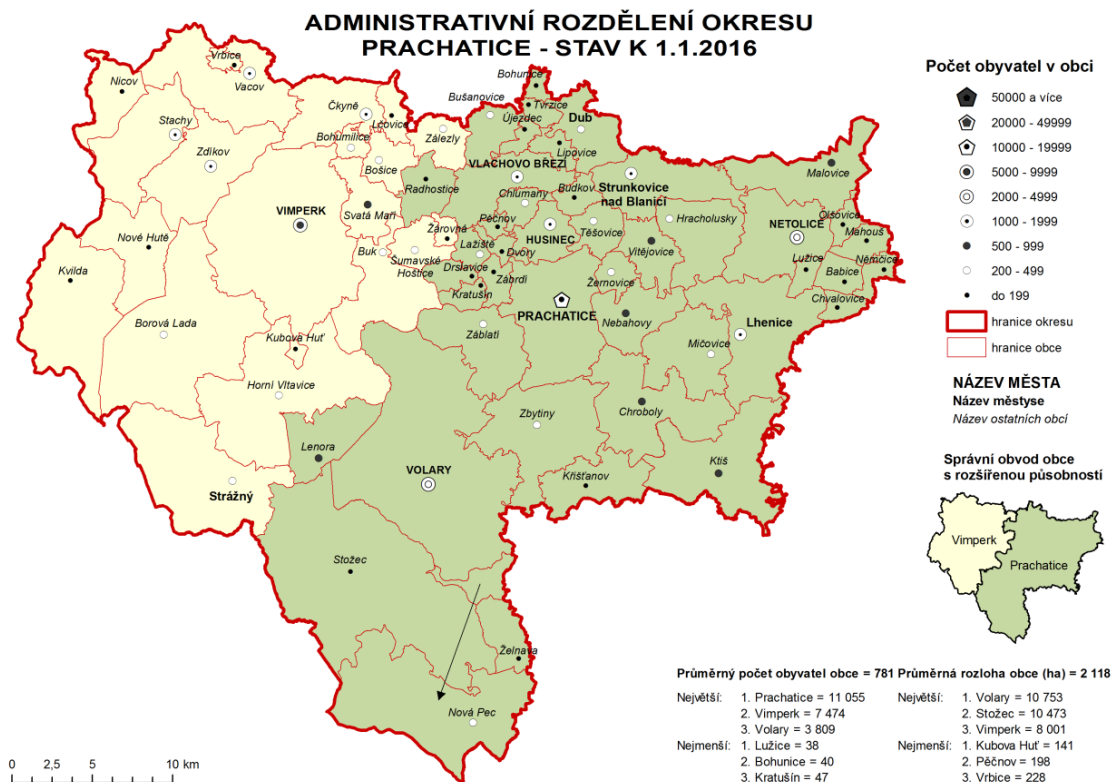 ADMINISTRATIVNÍ ROZDĚLENÍ OKRESU
PRACHATICE - STAV K 1.1.2016
Počet obyvatel v obci
50000 a více
20000 - 49999
10000 - 19999
5000 - 9999
2000 - 4999
1000 - 1999
500 - 999
200 - 499
do 199
hranice okresu
hranice obce
NÁZEV MĚSTA
Název městyse
Název ostatních obcí
Správní obvod obce
s rozšířenou působností
Vimperk
Prachatice
Vrbice
Nicov
Vacov
Bohunice
Bušanovice
Tvrzice
Čkyně
Lčovice
Stachy
Újezdec
Dub
Zálezly
Bohumilice
Zdíkov
Lipovice
Bošice
VLACHOVO BŘEZÍ
Malovice
Radhostice
Strunkovice
nad Blanicí
Budkov
Chlumany
VIMPERK
Svatá Maří
Pěčnov
Hracholusky
NETOLICE
Olšovice
Mahouš
Nové Hutě
Žárovná
HUSINEC
Těšovice
Lažiště
Dvory
Vitějovice
Buk
Šumavské
Hoštice
Lužice
Němčice
Kvilda
Drslavice
Zábrdí
Žernovice
Babice
Kratušín
Chvalovice
PRACHATICE
Nebahovy
Lhenice
Borová Lada
Záblatí
Kubova Huť
Mičovice
Horní Vltavice
Zbytiny
Chroboly
Lenora
Ktiš
VOLARY
Křišťanov
Strážný
Stožec
Želnava
Nová Pec
Průměrný počet obyvatel obce = 781
Největší: 1. Prachatice = 11 055
2. Vimperk = 7 474
3. Volary = 3 809
Nejmenší: 1. Lužice = 38
2. Bohunice = 40
3. Kratušín = 47
Průměrná rozloha obce (ha) = 2 118
Největší: 1. Volary = 10 753
2. Stožec = 10 473
3. Vimperk = 8 001
Nejmenší: 1. Kubova Huť = 141
2. Pěčnov = 198
3. Vrbice = 228
0 2,5 5 10 km